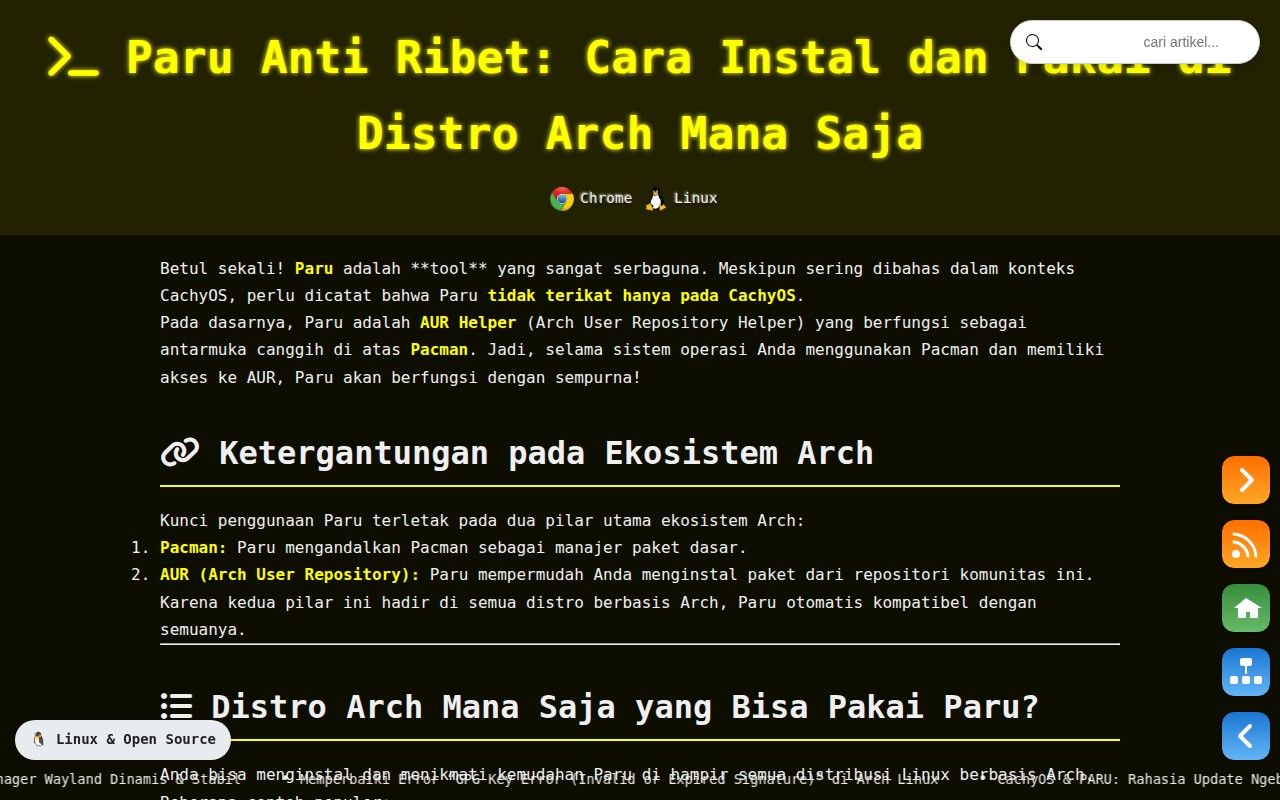 Paru Anti Ribet: Cara Instal dan Pakai di
Distro Arch Mana Saja
cari artikel...
Chrome Linux
Betul sekali! Paru adalah **tool** yang sangat serbaguna. Meskipun sering dibahas dalam konteks
CachyOS, perlu dicatat bahwa Paru tidak terikat hanya pada CachyOS.
Pada dasarnya, Paru adalah AUR Helper (Arch User Repository Helper) yang berfungsi sebagai
antarmuka canggih di atas Pacman. Jadi, selama sistem operasi Anda menggunakan Pacman dan memiliki
akses ke AUR, Paru akan berfungsi dengan sempurna!
Ketergantungan pada Ekosistem Arch
Kunci penggunaan Paru terletak pada dua pilar utama ekosistem Arch:
1. Pacman: Paru mengandalkan Pacman sebagai manajer paket dasar.
2. AUR (Arch User Repository): Paru mempermudah Anda menginstal paket dari repositori komunitas ini.
Karena kedua pilar ini hadir di semua distro berbasis Arch, Paru otomatis kompatibel dengan
semuanya.
Distro Arch Mana Saja yang Bisa Pakai Paru?
Linux & Open Source
Anda bisa menginstal dan menikmati kemudahan Paru di hampir semua distribusi Linux berbasis Arch.
nager Wayland Dinamis & Stabil • Memperbaiki Error "GPG Key Error (Invalid or Expired Signature)" di Arch Linux • CachyOS & PARU: Rahasia Update Ngeb
Beberapa contoh populer: